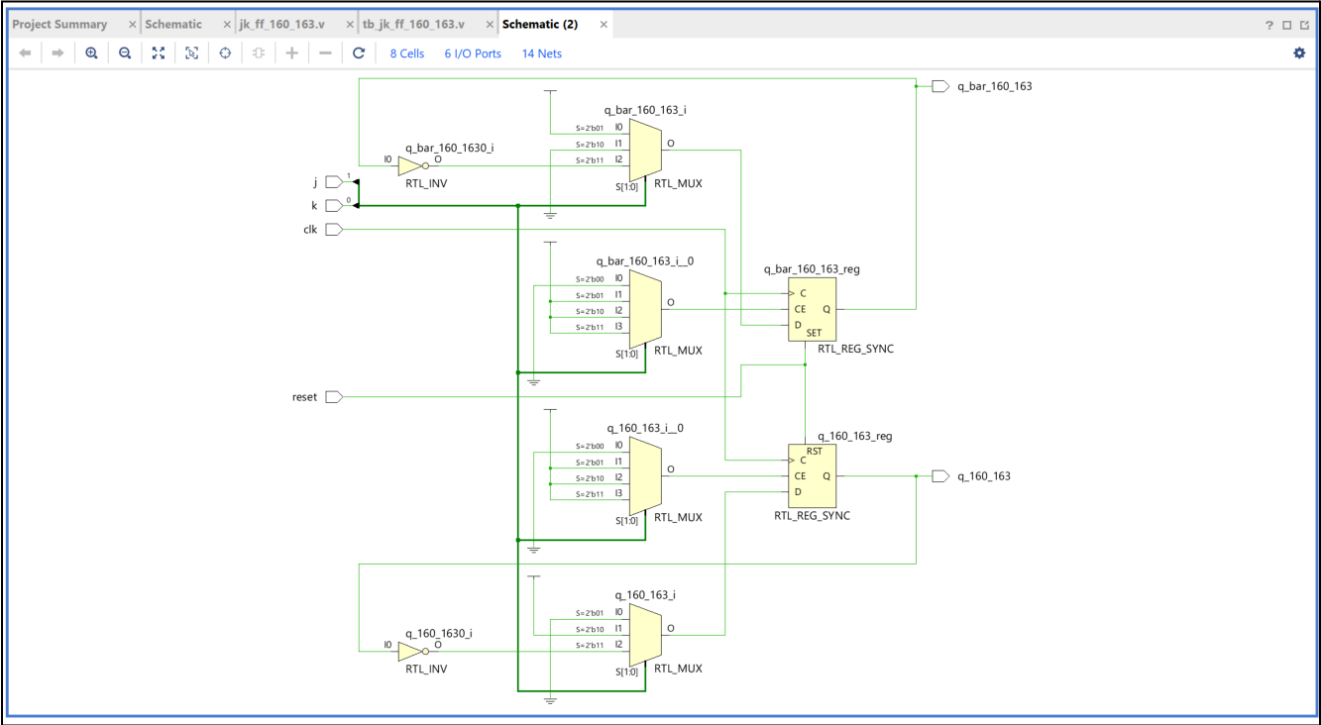 Project Summary × Schematic × jk_ff_160_163.v × tb_jk_ff_160_163.v × Schematic (2) ×
?
8 Cells 6 I/O Ports 14 Nets
q_bar_160_163
q_bar_160_163_i
S=2'b01 I0
S=2'b10 I1 O
S=2'b11 I2
S[1:0] RTL_MUX
q_bar_160_1630_i
I0 O
RTL_INV
j 1
k 0
clk
q_bar_160_163_i__0
S=2'b00 I0
S=2'b01 I1 O
S=2'b10 I2
S=2'b11 I3
S[1:0] RTL_MUX
q_bar_160_163_reg
C
CE Q
D
SET
RTL_REG_SYNC
reset
q_160_163_i__0
S=2'b00 I0
S=2'b01 I1 O
S=2'b10 I2
S=2'b11 I3
S[1:0] RTL_MUX
q_160_163_reg
RST
C
CE Q
D
RTL_REG_SYNC
q_160_163
q_160_163_i
S=2'b01 I0
S=2'b10 I1 O
S=2'b11 I2
S[1:0] RTL_MUX
q_160_1630_i
I0 O
RTL_INV